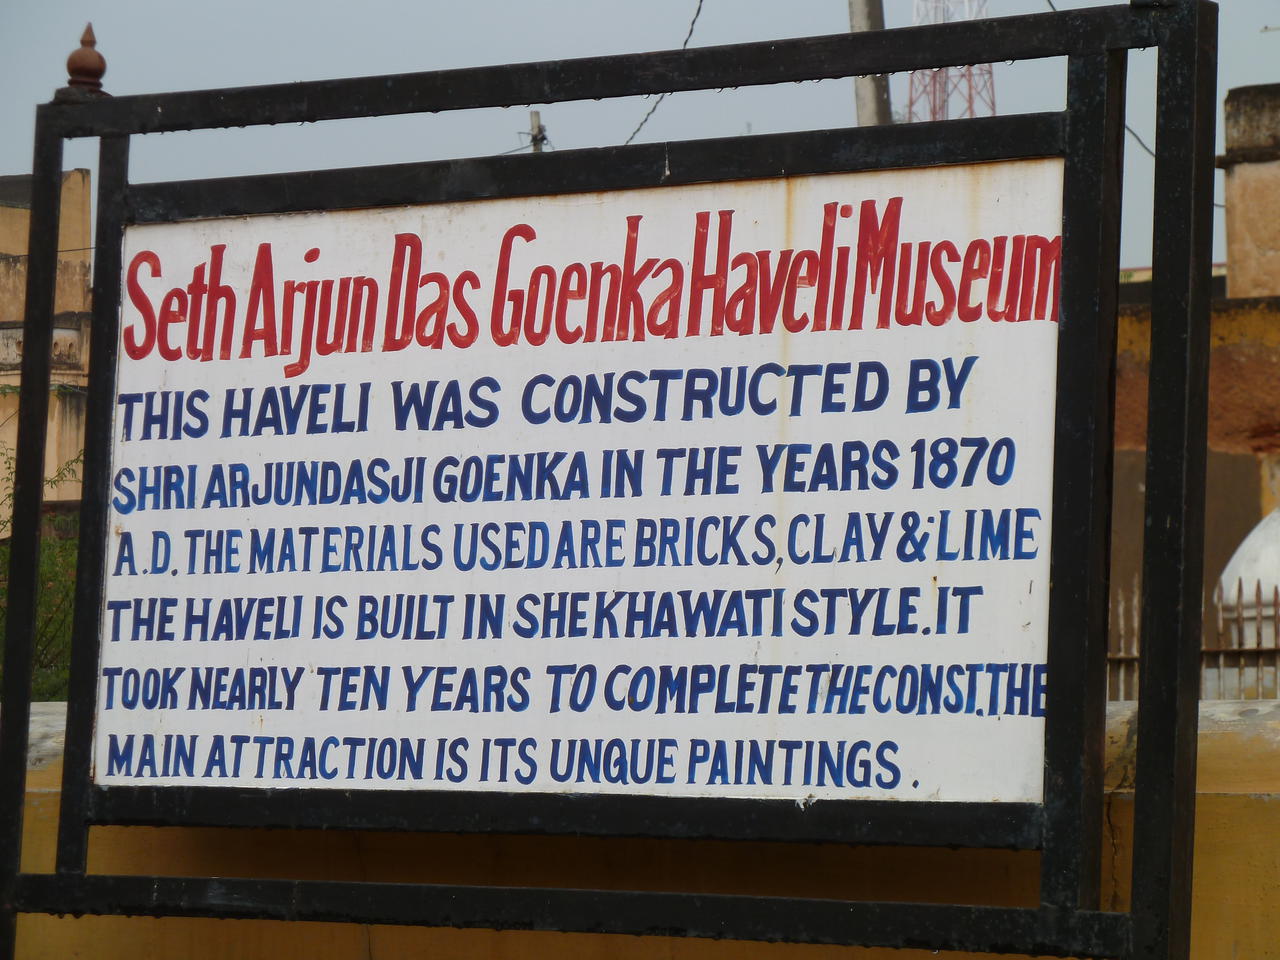 Seth Arjun Das Goenka Haveli Museum
THIS HAVELI WAS CONSTRUCTED BY
SHRI ARJUNDASJI GOENKA IN THE YEARS 1870
A.D. THE MATERIALS USED ARE BRICKS, CLAY & LIME
THE HAVELI IS BUILT IN SHEKHAWATI STYLE. IT
TOOK NEARLY TEN YEARS TO COMPLETE THE CONST. THE
MAIN ATTRACTION IS ITS UNQUE PAINTINGS.